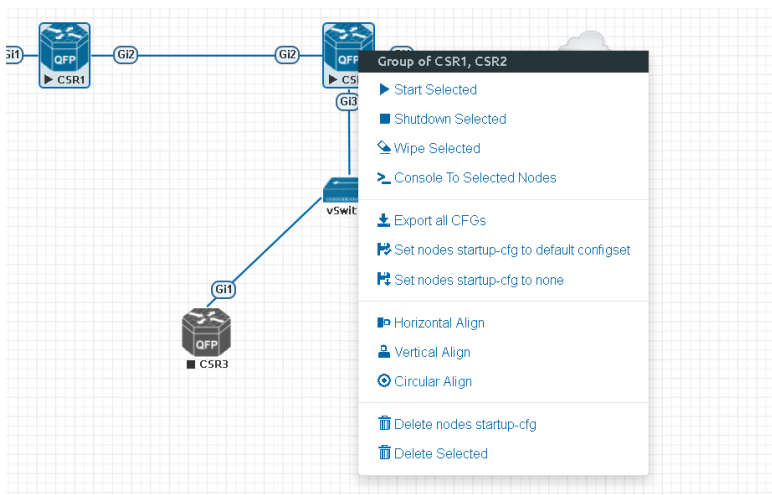 Gi1
QFP
CSR1
Gi2
Gi2
QFP
Group of CSR1, CSR2
Start Selected
Shutdown Selected
Wipe Selected
Console To Selected Nodes
Export all CFGs
Set nodes startup-cfg to default configset
Set nodes startup-cfg to none
Horizontal Align
Vertical Align
Circular Align
Delete nodes startup-cfg
Delete Selected
Gi3
vSwit
Gi1
QFP
CSR3